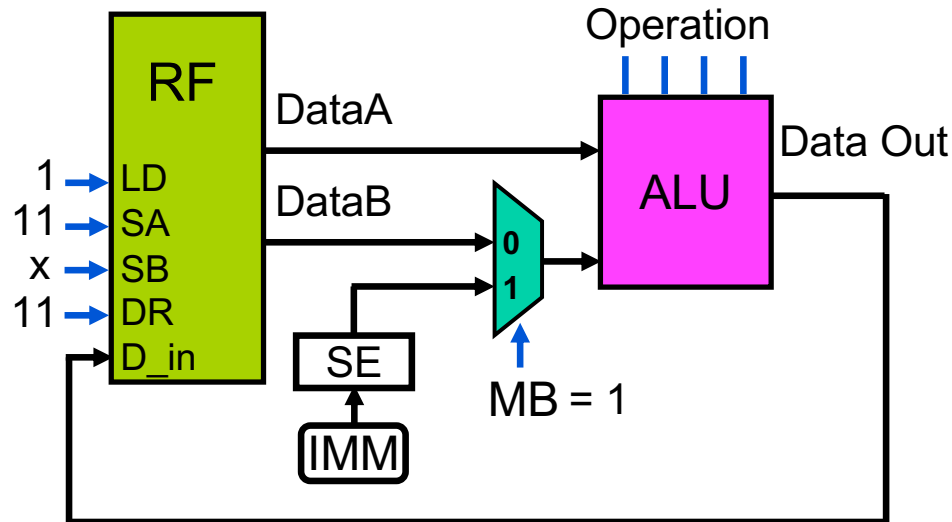 Operation
RF
DataA
Data Out
1 LD
ALU
11 SA
DataB
0
x SB
1
11 DR
D_in
SE
MB = 1
IMM